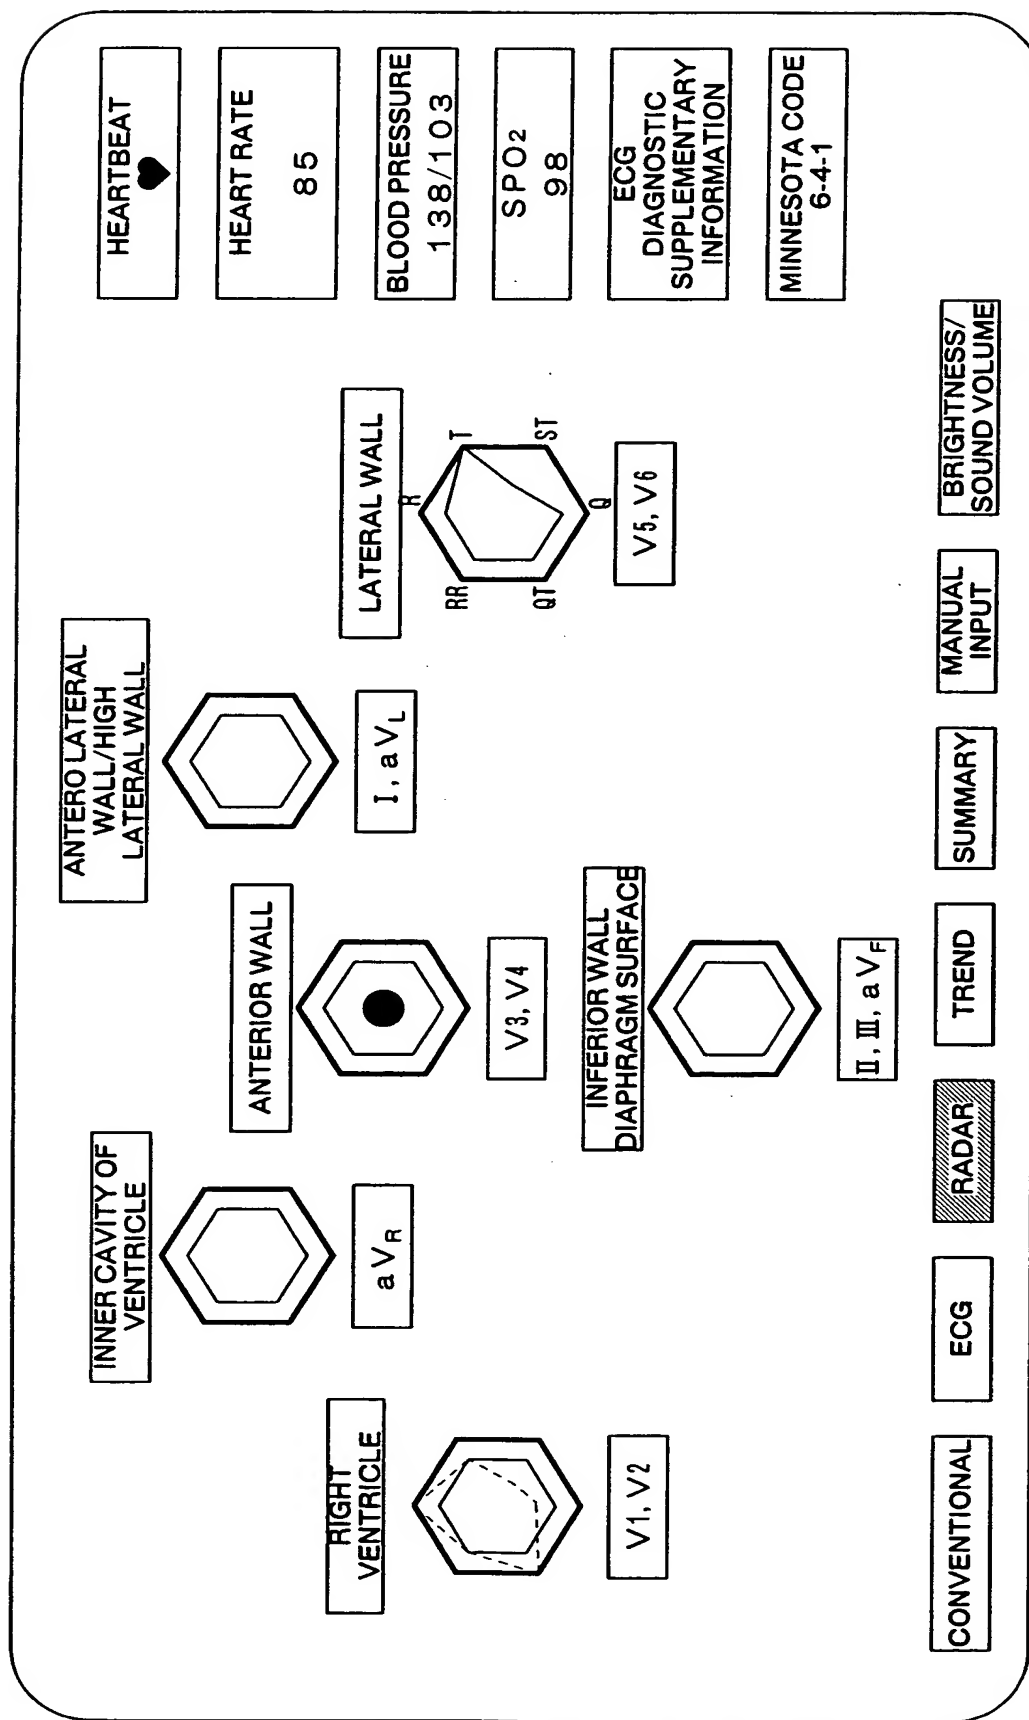 INNER CAVITY OF
VENTRICLE
aVR
ANTERO LATERAL
WALL/HIGH
LATERAL WALL
I, aVL
RIGHT
VENTRICLE
V1, V2
ANTERIOR WALL
V3, V4
LATERAL WALL
R
T
ST
Q
QT
RR
V5, V6
INFERIOR WALL
DIAPHRAGM SURFACE
II, III, aVF
HEARTBEAT
HEART RATE
85
BLOOD PRESSURE
138/103
SPO2
98
ECG
DIAGNOSTIC
SUPPLEMENTARY
INFORMATION
MINNESOTA CODE
6-4-1
CONVENTIONAL
ECG
RADAR
TREND
SUMMARY
MANUAL
INPUT
BRIGHTNESS/
SOUND VOLUME